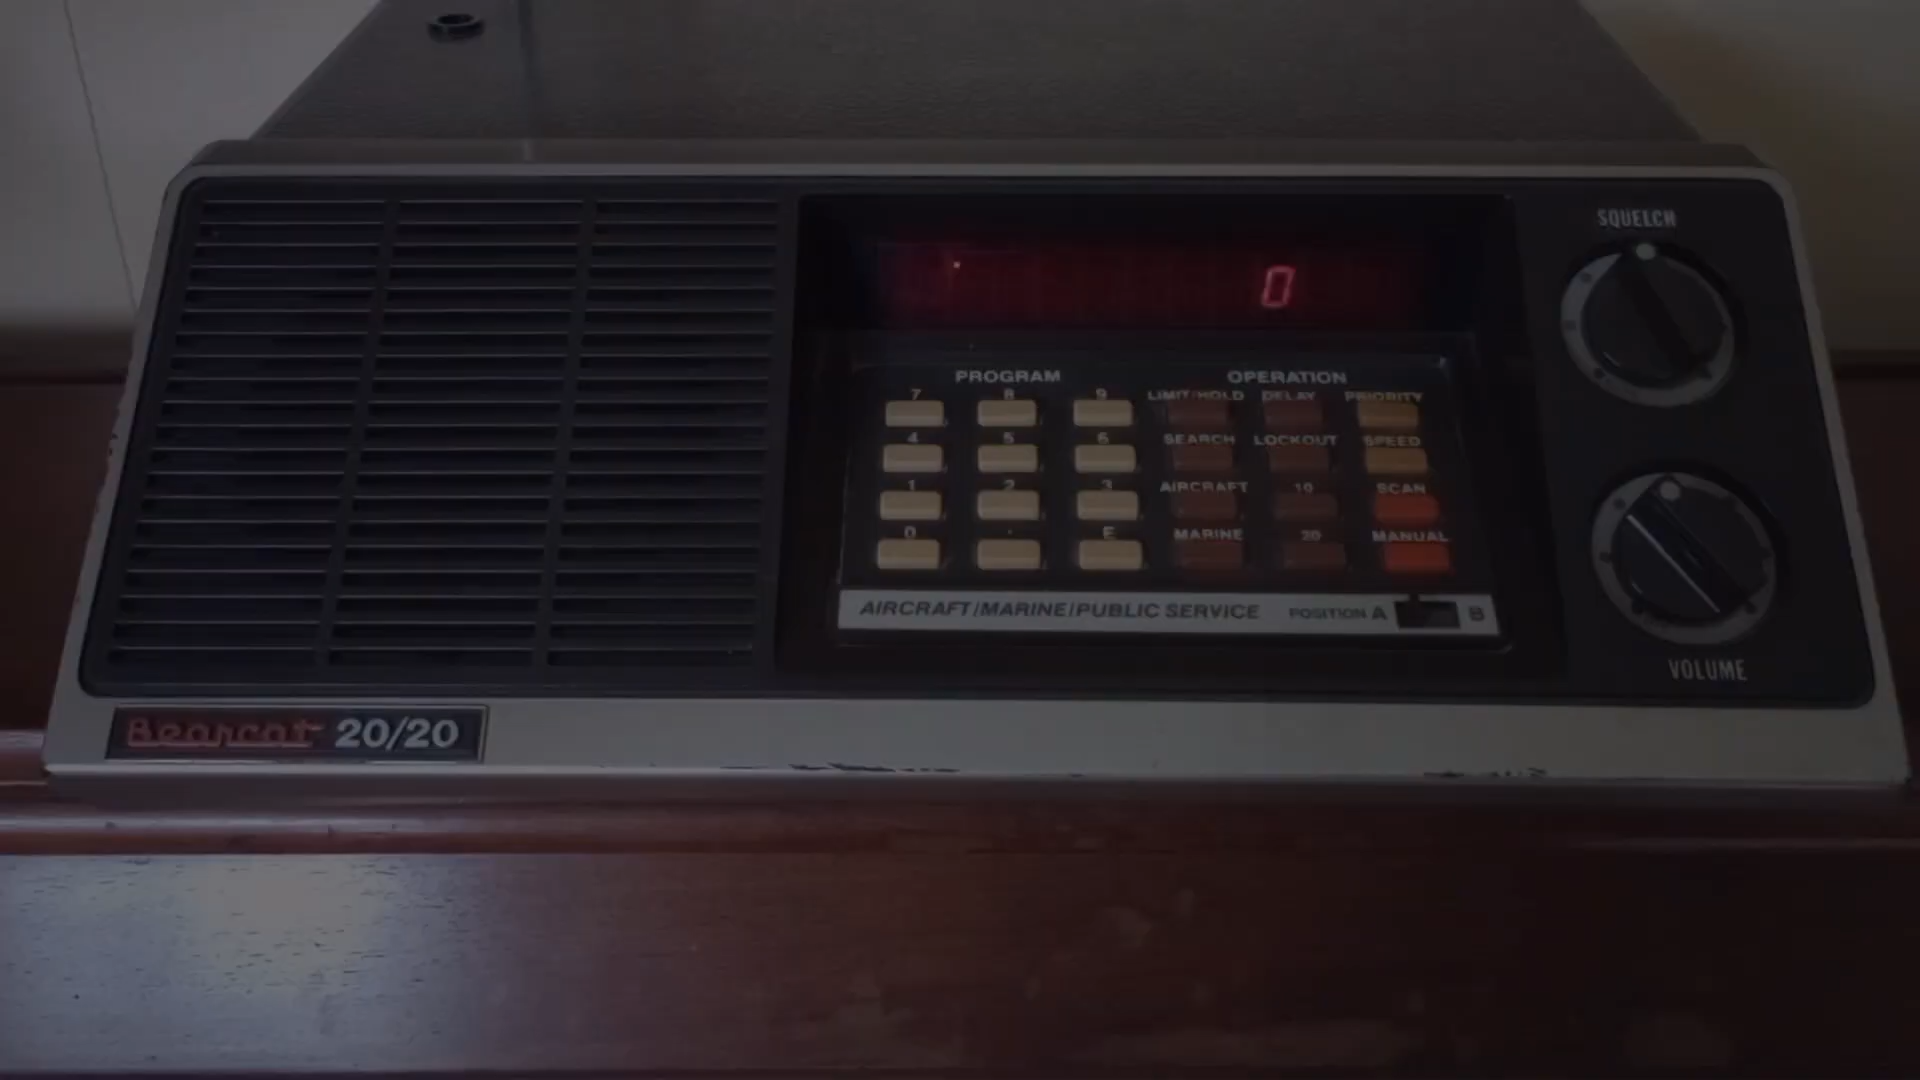 SQUELCH
0
PROGRAM
OPERATION
7 8 9 LIMIT/HOLD DELAY PRIORITY
4 5 6 SEARCH LOCKOUT SPEED
1 2 3 AIRCRAFT 10 SCAN
0 . E MARINE 20 MANUAL
AIRCRAFT/MARINE/PUBLIC SERVICE POSITION A B
VOLUME
Bearcat 20/20